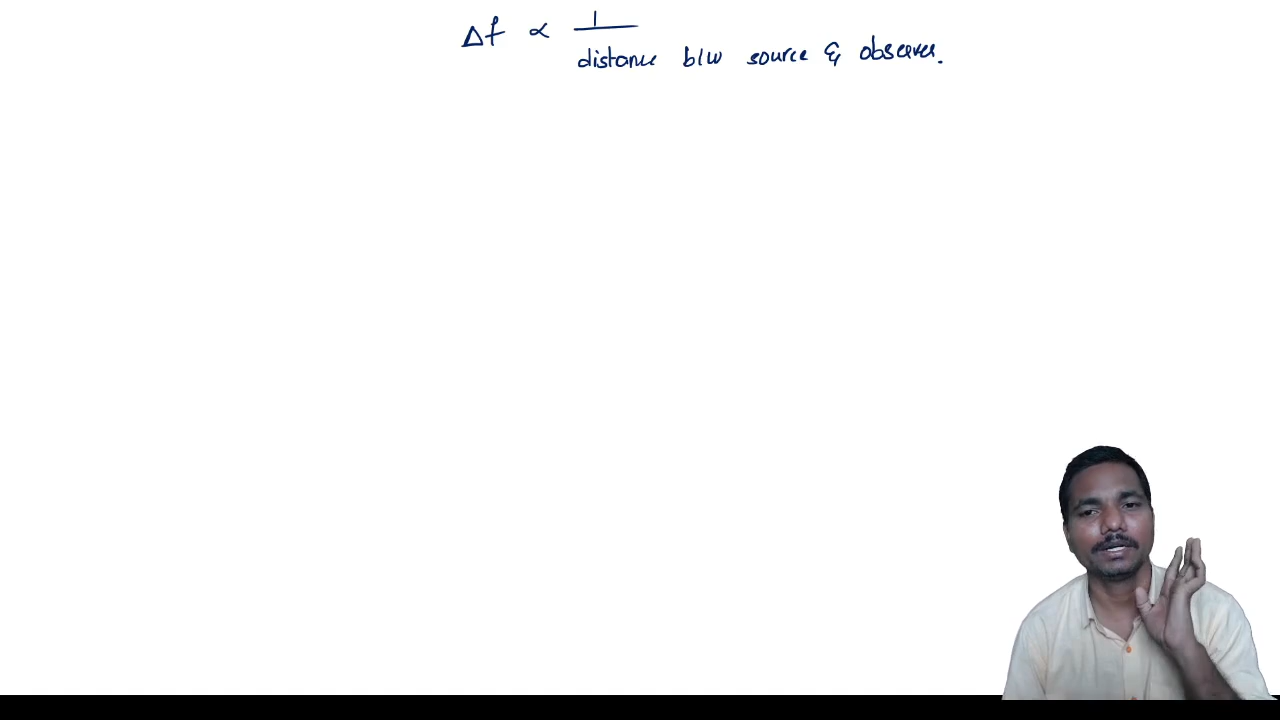 Δf ∝ 1
distance b/w source & observer.